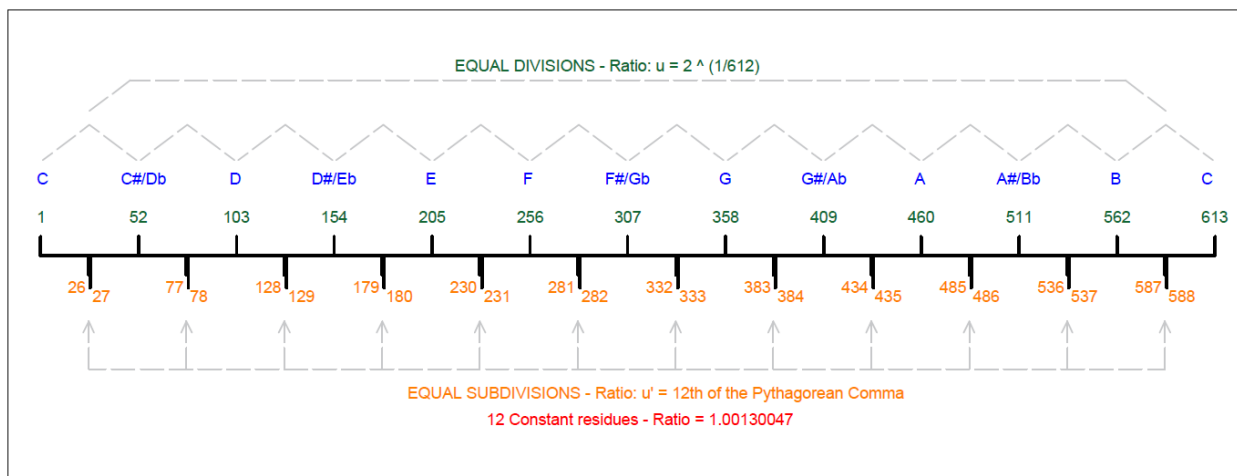 EQUAL DIVISIONS - Ratio: u = 2 ^ (1/612)
C C#/Db D D#/Eb E F F#/Gb G G#/Ab A A#/Bb B C
1 52 103 154 205 256 307 358 409 460 511 562 613
26 27 77 78 128 129 179 180 230 231 281 282 332 333 383 384 434 435 485 486 536 537 587 588
EQUAL SUBDIVISIONS - Ratio: u' = 12th of the Pythagorean Comma
12 Constant residues - Ratio = 1.00130047